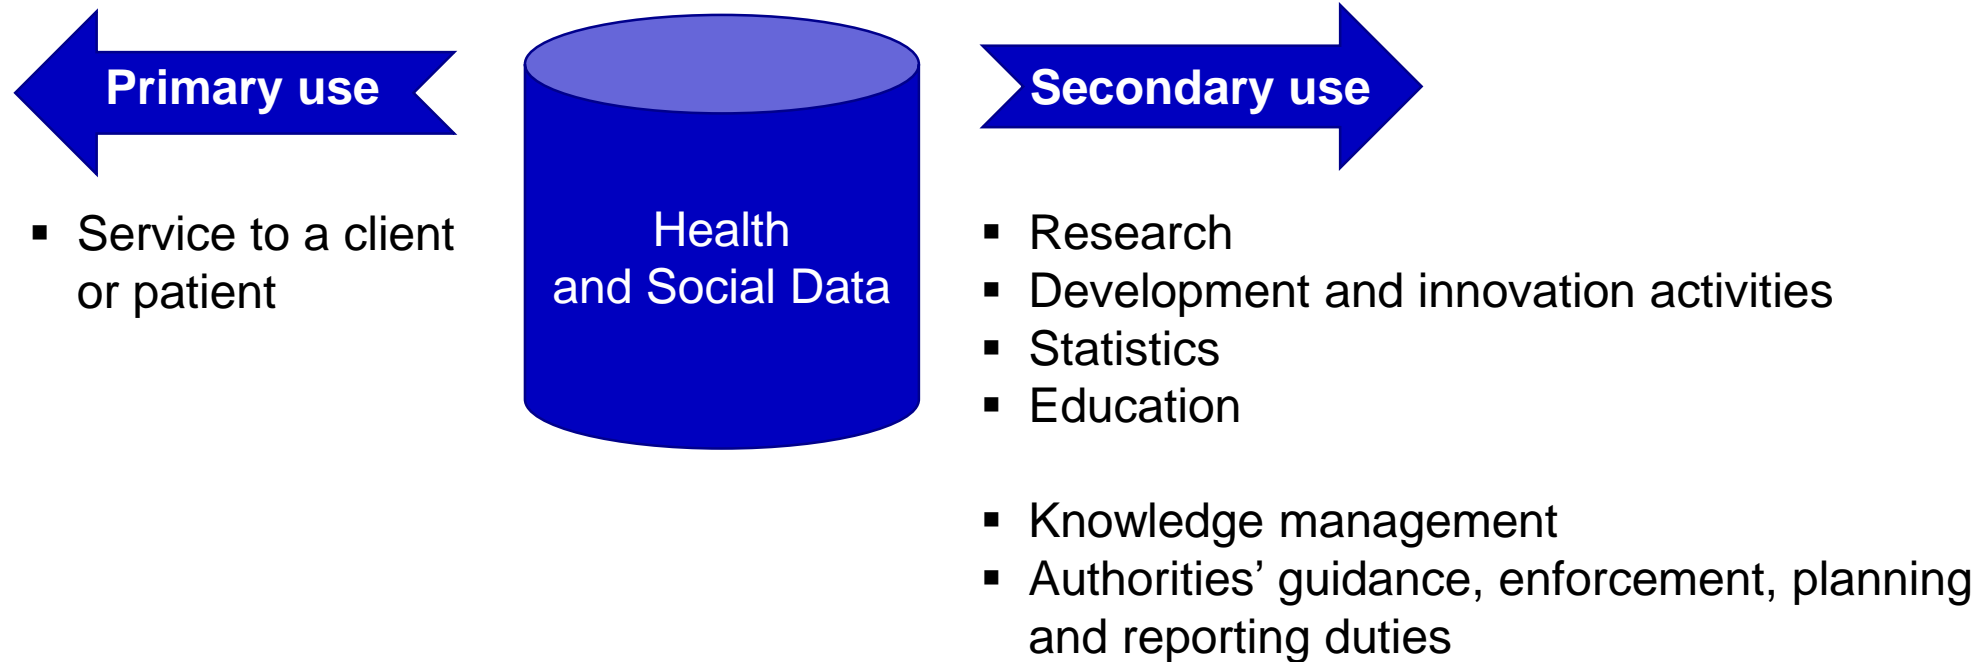 Primary use
▪ Service to a client
or patient
Health
and Social Data
Secondary use
▪ Research
▪ Development and innovation activities
▪ Statistics
▪ Education
▪ Knowledge management
▪ Authorities’ guidance, enforcement, planning
and reporting duties